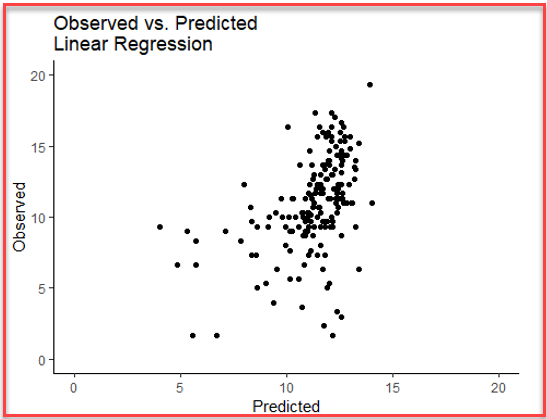 Observed vs. Predicted
Linear Regression
20
15
10
5
0
Observed
0 5 10 15 20
Predicted